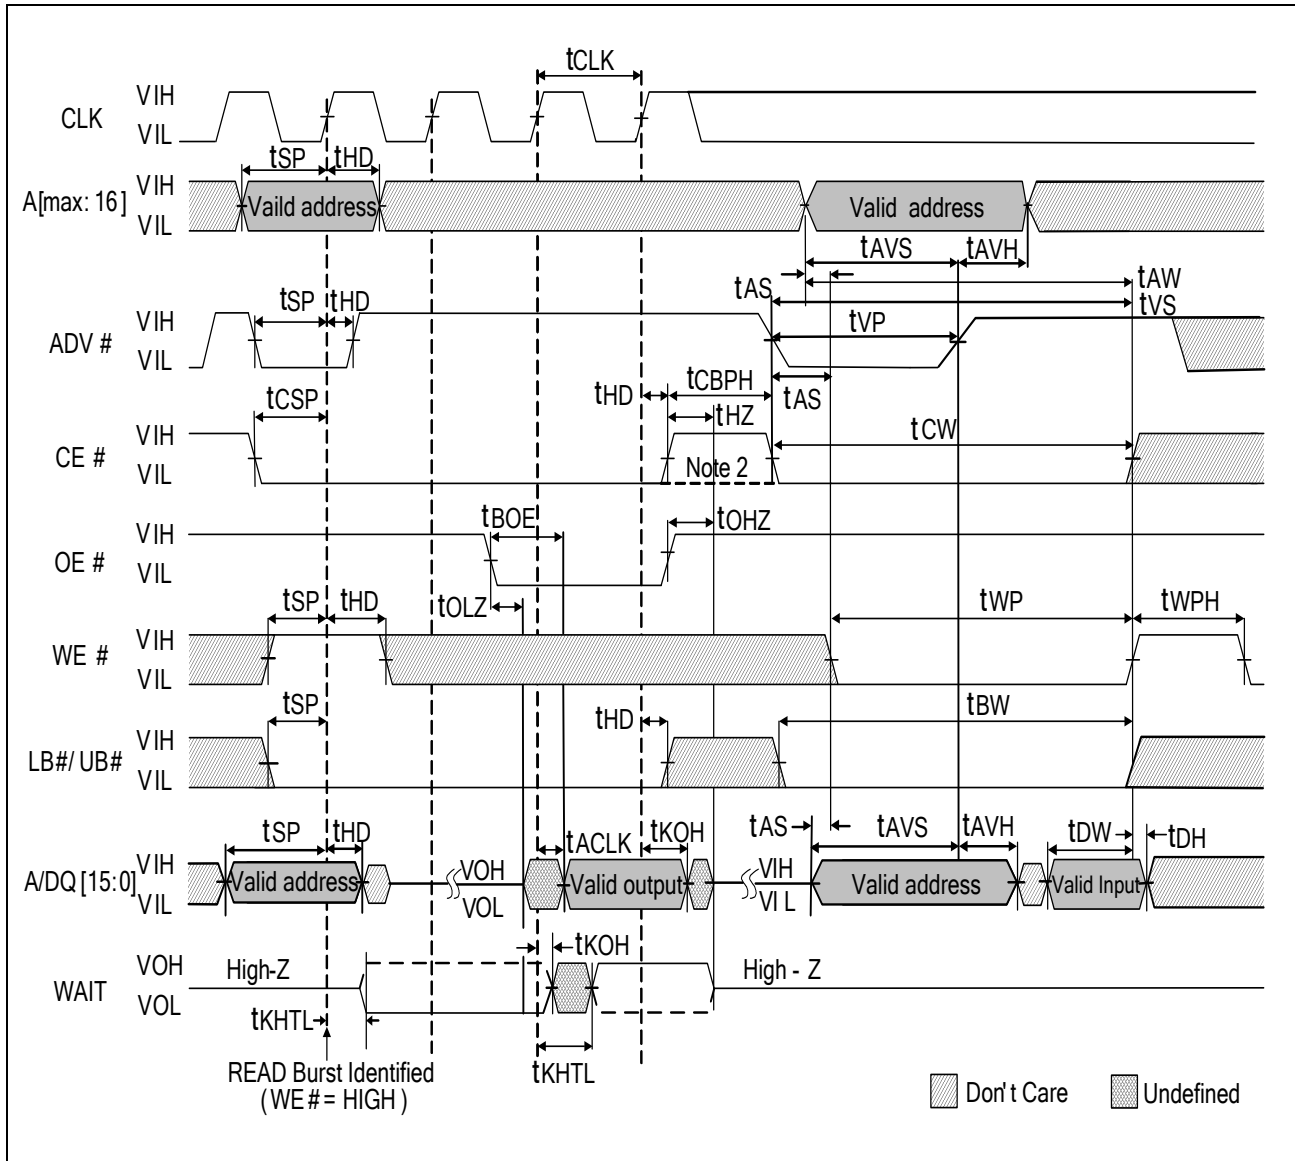 tCLK
CLK
VIH
VIL
tSP
tHD
A[max: 16]
VIH
VIL
Vaild address
Valid address
tAVS
tAVH
tAS
tAW
tVS
ADV #
VIH
VIL
tSP
tHD
tVP
tHD
tCBPH
tAS
tCSP
tHZ
CE #
VIH
VIL
tCW
Note 2
OE #
VIH
VIL
tBOE
tOHZ
tOLZ
tSP
tHD
tWP
tWPH
WE #
VIH
VIL
tSP
tHD
tBW
LB#/ UB#
VIH
VIL
tSP
tHD
tACLK
tKOH
tAS
tAVS
tAVH
tDW
tDH
A/DQ [15:0]
VIH
VIL
Valid address
VOH
VOL
Valid output
VIH
VI L
Valid address
Valid Input
tKOH
WAIT
VOH
VOL
High-Z
High - Z
tKHTL
tKHTL
READ Burst Identified
( WE # = HIGH )
Don't Care
Undefined